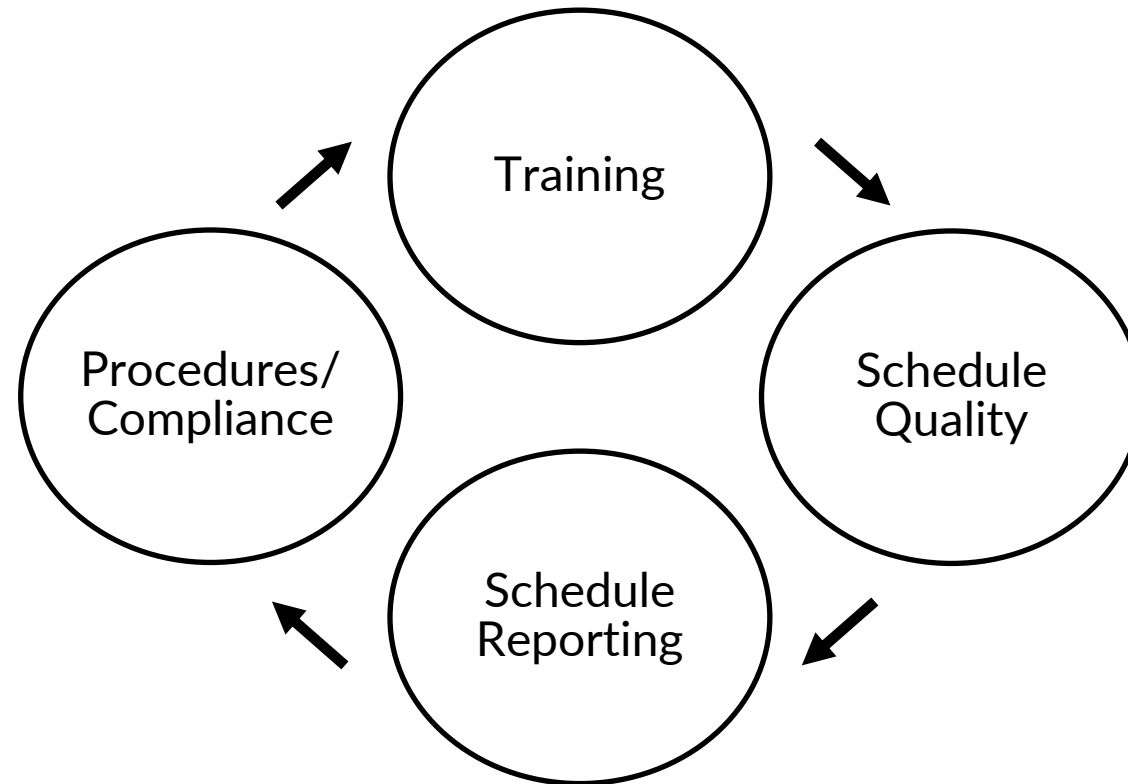 Training
Procedures/
Compliance
Schedule
Quality
Schedule
Reporting